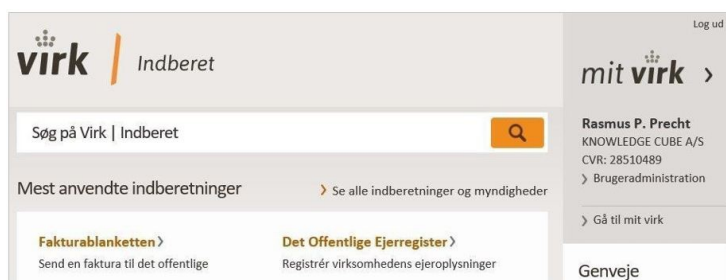 virk | Indberet
Søg på Virk | Indberet
Mest anvendte indberetninger
› Se alle indberetninger og myndigheder
Fakturablanketten ›
Send en faktura til det offentlige
Det Offentlige Ejerregister ›
Registrér virksomhedens ejeroplysninger
Log ud
mit virk ›
Rasmus P. Precht
KNOWLEDGE CUBE A/S
CVR: 28510489
› Brugeradministration
› Gå til mit virk
Genveje